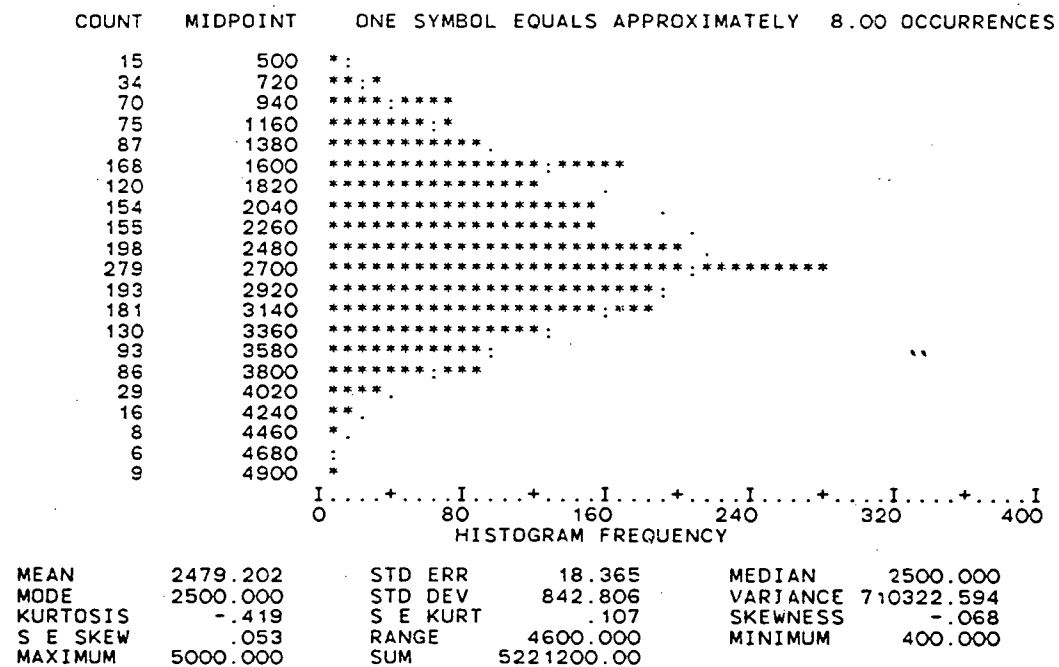 COUNT MIDPOINT ONE SYMBOL EQUALS APPROXIMATELY 8.00 OCCURRENCES
15 500 *:
34 720 **:*
70 940 ****:****
75 1160 *******:*
87 1380 ***********.
168 1600 ***************:*****
120 1820 *************** .
154 2040 ******************* .
155 2260 ******************* .
198 2480 ************************* .
279 2700 *************************:*********
193 2920 ***********************:
181 3140 *******************:***
130 3360 ***************:
93 3580 ***********:
86 3800 *******:***
29 4020 ****.
16 4240 **.
8 4460 *.
6 4680 :
9 4900 *
I....+....I....+....I....+....I....+....I....+....I
0 80 160 240 320 400
HISTOGRAM FREQUENCY
MEAN 2479.202 STD ERR 18.365 MEDIAN 2500.000
MODE 2500.000 STD DEV 842.806 VARIANCE 710322.594
KURTOSIS -.419 S E KURT .107 SKEWNESS -.068
S E SKEW .053 RANGE 4600.000 MINIMUM 400.000
MAXIMUM 5000.000 SUM 5221200.00